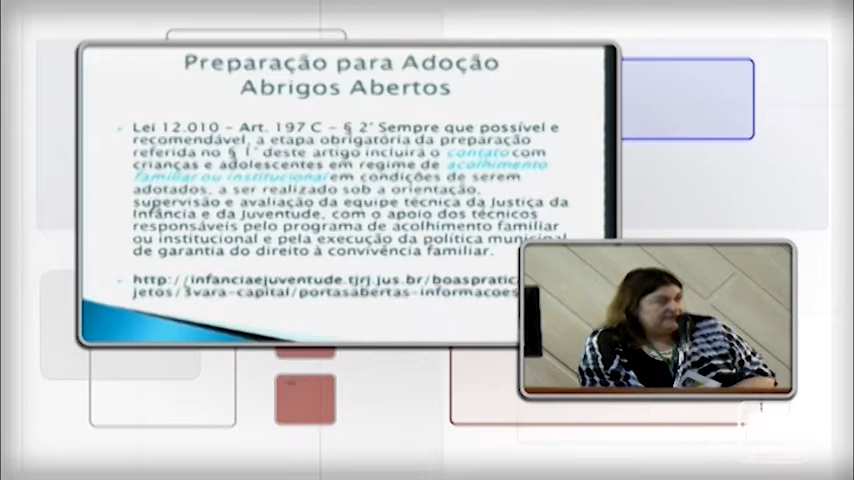 Preparação para Adoção
Abrigos Abertos
Lei 12.010 – Art. 197 C – § 2º Sempre que possível e
recomendável, a etapa obrigatória da preparação
referida no § 1º deste artigo incluirá o contato com
crianças e adolescentes em regime de acolhimento
familiar ou institucional em condições de serem
adotados, a ser realizado sob a orientação,
supervisão e avaliação da equipe técnica da Justiça da
Infância e da Juventude, com o apoio dos técnicos
responsáveis pelo programa de acolhimento familiar
ou institucional e pela execução da política municipal
de garantia do direito à convivência familiar.
http://infanciaejuventude.tjrj.jus.br/boaspratic
jetos/3vara-capital/portasabertas-informacoes